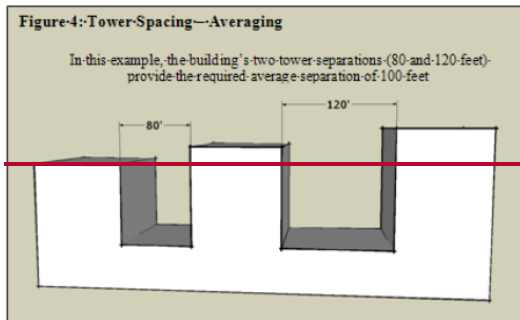 Figure·4:·Tower·Spacing·–·Averaging
In·this·example,·the·building’s·two·tower·separations·(80·and·120·feet)·
provide·the·required·average·separation·of·100·feet
120'
80'